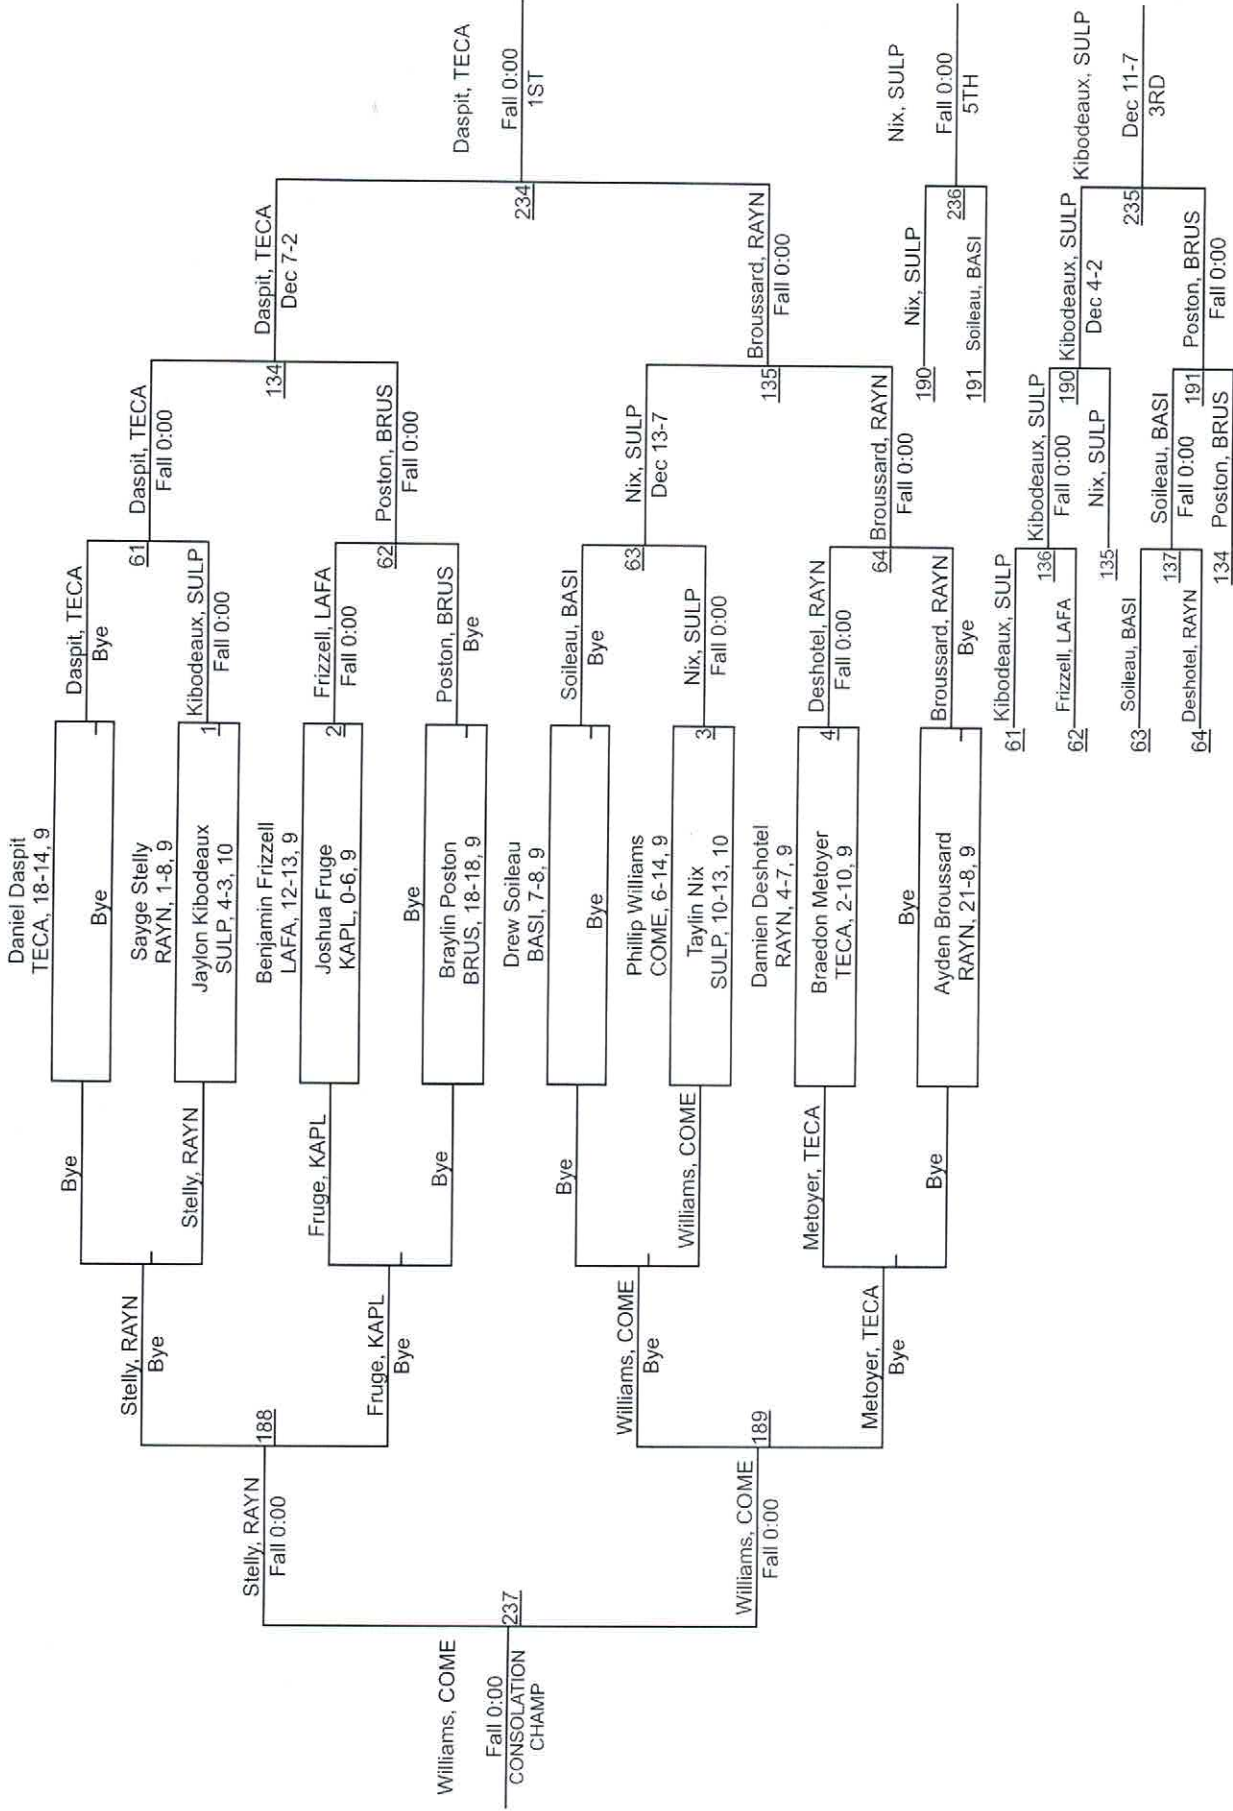 Daniel Daspit
TECA, 18-14, 9
Bye
Sayge Stelly
RAYN, 1-8, 9
Jaylon Kibodeaux
SULP, 4-3, 10
1
Benjamin Frizzell
LAFA, 12-13, 9
Joshua Fruge
KAPL, 0-6, 9
2
Bye
Braylin Poston
BRUS, 18-18, 9
Drew Soileau
BASI, 7-8, 9
Bye
Phillip Williams
COME, 6-14, 9
Taylin Nix
SULP, 10-13, 10
3
Damien Deshotel
RAYN, 4-7, 9
Braedon Metoyer
TECA, 2-10, 9
4
Bye
Ayden Broussard
RAYN, 21-8, 9
Daspit, TECA
Bye
Kibodeaux, SULP
Fall 0:00
Frizzell, LAFA
Fall 0:00
Poston, BRUS
Bye
Soileau, BASI
Bye
Nix, SULP
Fall 0:00
Deshotel, RAYN
Fall 0:00
Broussard, RAYN
Bye
61
Daspit, TECA
Fall 0:00
62
Poston, BRUS
Fall 0:00
63
Nix, SULP
Dec 13-7
64
Broussard, RAYN
Fall 0:00
134
Daspit, TECA
Dec 7-2
135
Broussard, RAYN
Fall 0:00
234
Daspit, TECA
Fall 0:00
1ST
Bye
Stelly, RAYN
Fruge, KAPL
Bye
Bye
Williams, COME
Metoyer, TECA
Bye
Stelly, RAYN
Bye
Fruge, KAPL
Bye
Williams, COME
Bye
Metoyer, TECA
Bye
188
Stelly, RAYN
Fall 0:00
189
Williams, COME
Fall 0:00
237
Williams, COME
Fall 0:00
CONSOLATION
CHAMP
190
Nix, SULP
191
Soileau, BASI
236
Nix, SULP
Fall 0:00
5TH
61
Kibodeaux, SULP
62
Frizzell, LAFA
136
Kibodeaux, SULP
Fall 0:00
135
Nix, SULP
190
Kibodeaux, SULP
Dec 4-2
63
Soileau, BASI
64
Deshotel, RAYN
137
Soileau, BASI
Fall 0:00
134
Poston, BRUS
191
Poston, BRUS
Fall 0:00
235
Kibodeaux, SULP
Dec 11-7
3RD